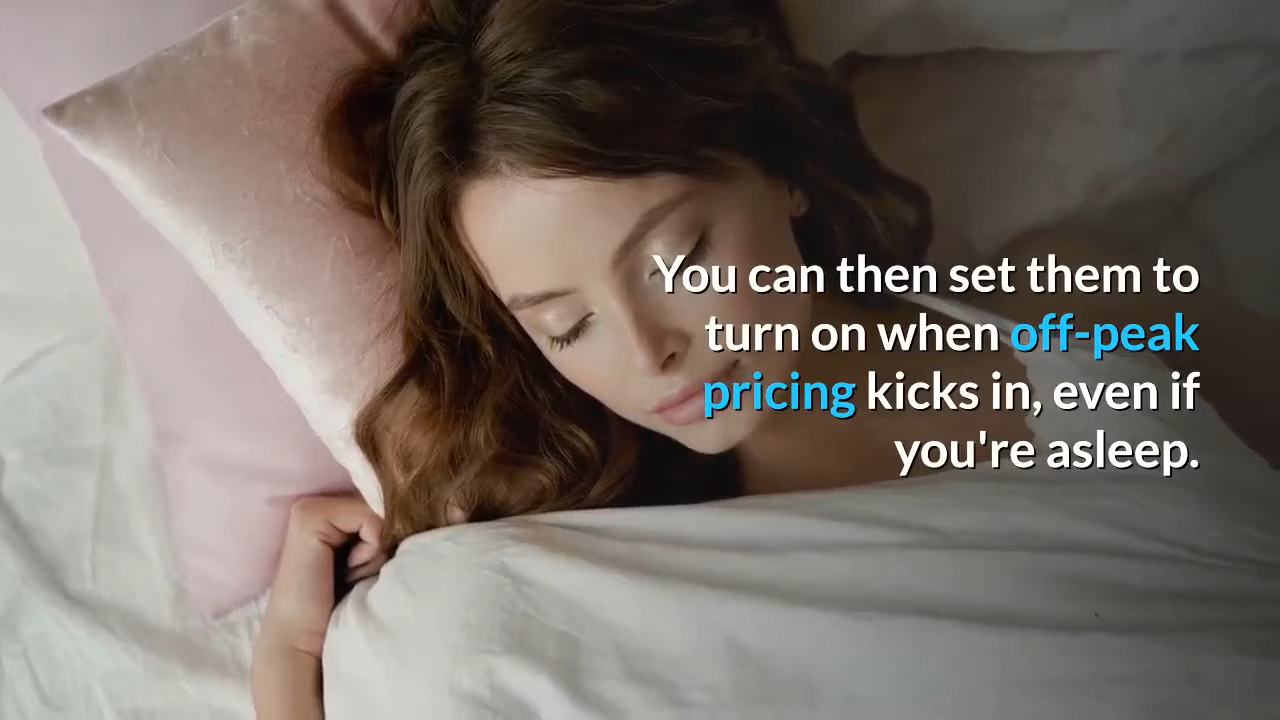 You can then set them to
turn on when off-peak
pricing kicks in, even if
you're asleep.